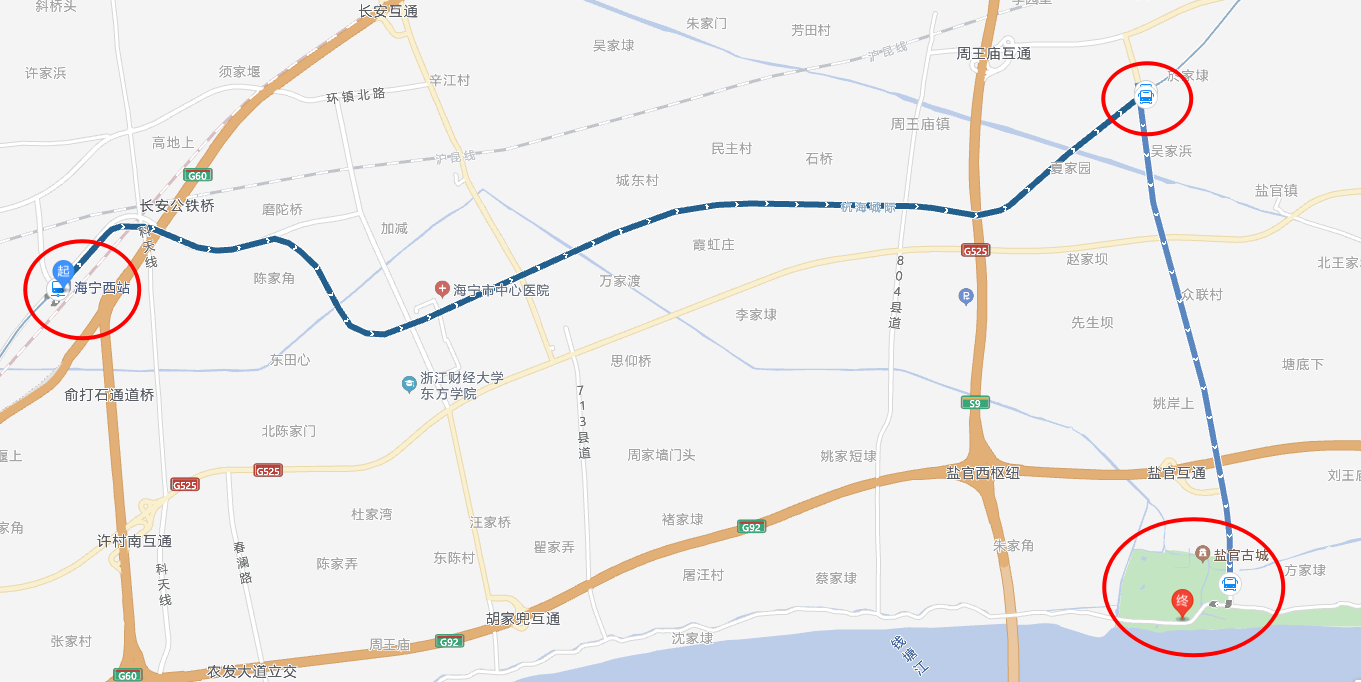 斜桥头
长安互通
朱家门
芳田村
吴家埭
沪昆线
周王庙互通
许家浜
须家堰
辛江村
於家埭
环镇北路
周王庙镇
高地上
沪昆线
民主村
石桥
吴家浜
夏家园
G60
城东村
盐官镇
长安公铁桥
磨陀桥
杭海城际
科天线
加减
霞虹庄
G525
赵家坝
北王家
起
海宁西站
陈家角
海宁市中心医院
万家渡
804县道
众联村
李家埭
先生坝
东田心
思仰桥
塘底下
浙江财经大学
东方学院
俞打石通道桥
713县道
S9
姚岸上
北陈家门
堰上
周家墙门头
姚家短埭
G525
G525
盐官西枢纽
盐官互通
刘王庙
杜家湾
汪家桥
褚家埭
G92
家角
许村南互通
春澜路
瞿家弄
朱家角
盐官古城
东陈村
陈家弄
科天线
屠汪村
蔡家埭
方家埭
终
胡家兜互通
张家村
周王庙
G92
沈家埭
钱塘江
G60
农发大道立交